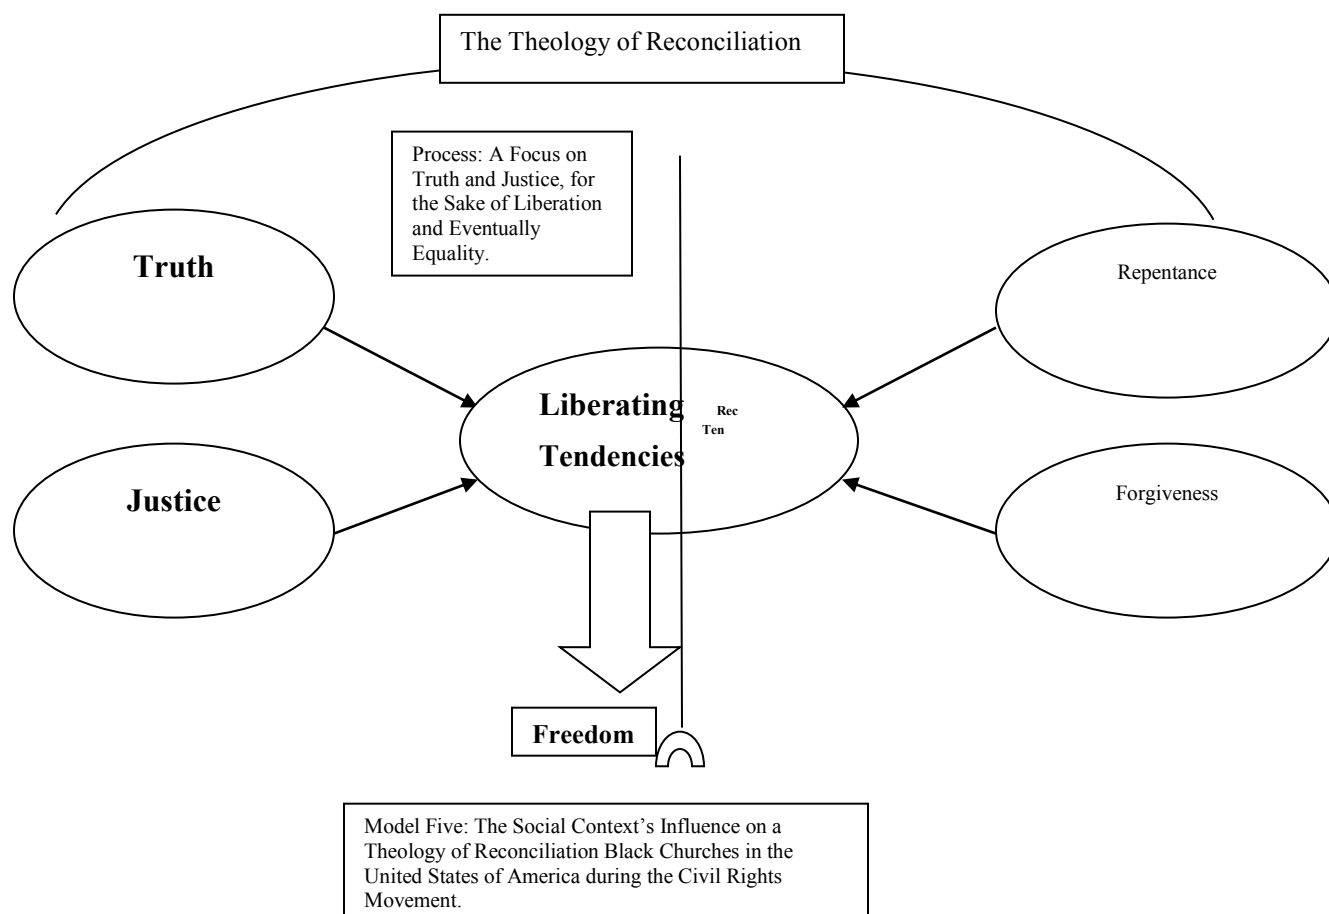 The Theology of Reconciliation
Process: A Focus on
Truth and Justice, for
the Sake of Liberation
and Eventually
Equality.
Truth
Repentance
Liberating
Tendencies
Rec
Ten
Justice
Forgiveness
Freedom
Model Five: The Social Context’s Influence on a
Theology of Reconciliation Black Churches in the
United States of America during the Civil Rights
Movement.